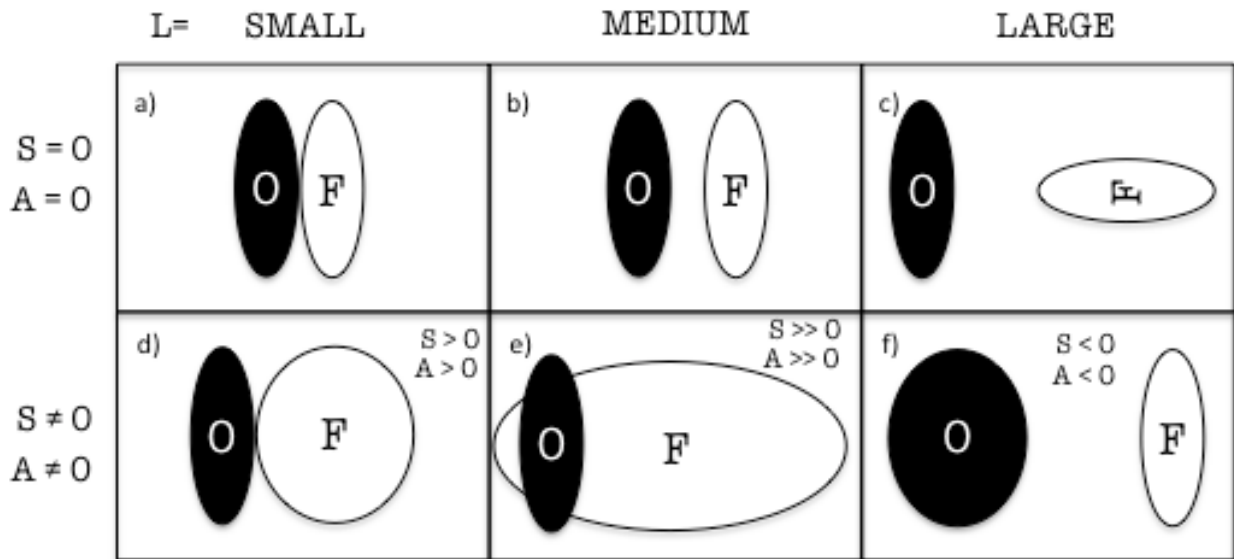 L= SMALL MEDIUM LARGE
S = 0
A = 0
a)
O F
b)
O F
c)
O F
S ≠ 0
A ≠ 0
d)
S > 0
A > 0
O F
e)
S >> 0
A >> 0
O F
f)
S < 0
A < 0
O F